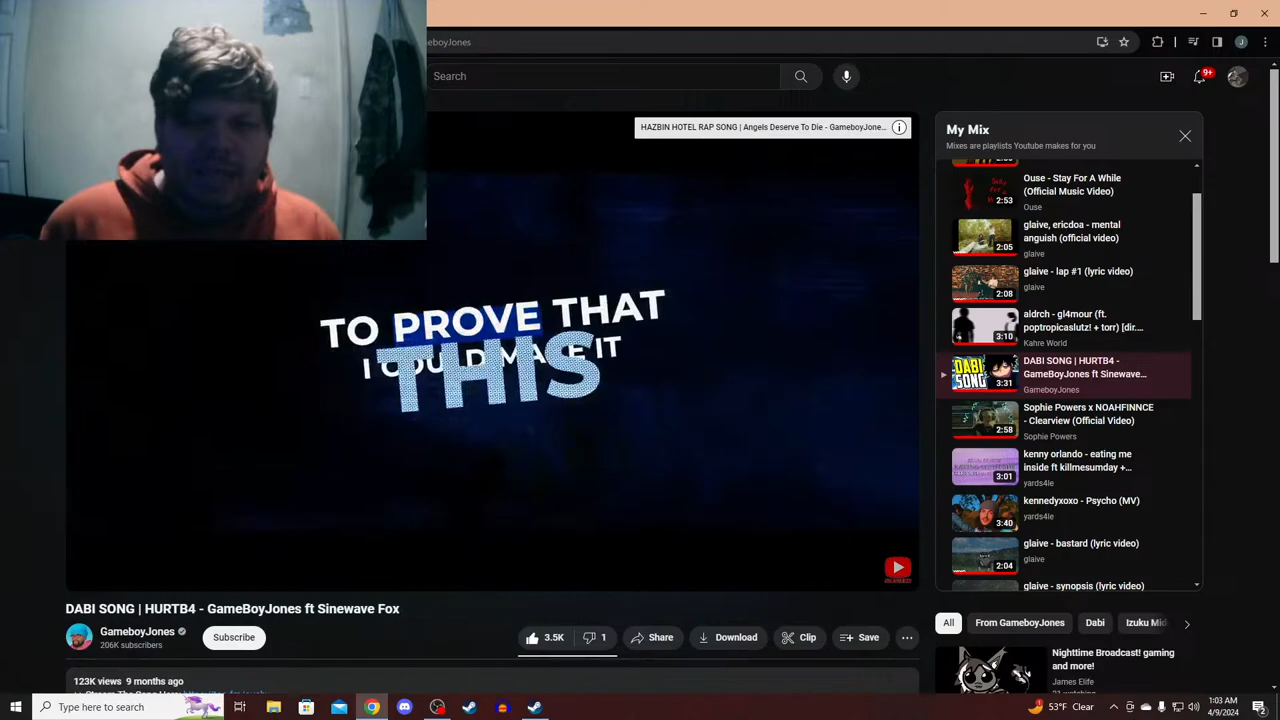 eboyJones
Search
9+
J
HAZBIN HOTEL RAP SONG | Angels Deserve To Die - GameboyJone...
TO PROVE THAT
I COULD MAKE IT
THIS
My Mix
Mixes are playlists Youtube makes for you
Ouse - Stay For A While
(Official Music Video)
Ouse
2:53
glaive, ericdoa - mental
anguish (official video)
glaive
2:05
glaive - lap #1 (lyric video)
glaive
2:08
aldrch - gl4mour (ft.
poptropicaslutz! + torr) [dir....
Kahre World
3:10
DABI SONG | HURTB4 -
GameBoyJones ft Sinewave...
GameboyJones
DABI
SONG
3:31
Sophie Powers x NOAHFINNCE
- Clearview (Official Video)
Sophie Powers
2:58
kenny orlando - eating me
inside ft killmesumday +...
yards4le
3:01
kennedyxoxo - Psycho (MV)
yards4le
3:40
glaive - bastard (lyric video)
glaive
2:04
glaive - synopsis (lyric video)
DABI SONG | HURTB4 - GameBoyJones ft Sinewave Fox
GameboyJones
206K subscribers
Subscribe
3.5K
1
Share
Download
Clip
Save
All
From GameboyJones
Dabi
Izuku Mid
123K views 9 months ago
Nighttime Broadcast! gaming
and more!
James Elife
Type here to search
53°F Clear
1:03 AM
4/9/2024
2